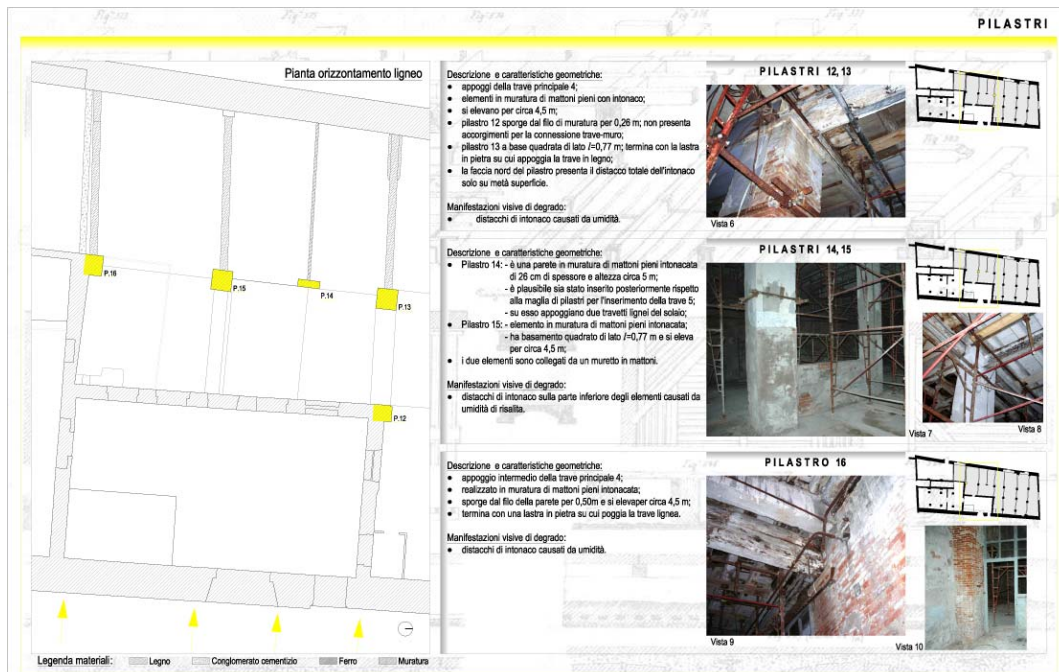 PILASTRI
Pianta orizzontamento ligneo
P.16
P.15
P.14
P.13
P.12
Legenda materiali:
Legno
Conglomerato cementizio
Ferro
Muratura
Descrizione e caratteristiche geometriche:
• appoggi della trave principale 4;
• elementi in muratura di mattoni pieni con intonaco;
• si elevano per circa 4,5 m;
• pilastro 12 sporge dal filo di muratura per 0,26 m; non presenta
accorgimenti per la connessione trave-muro;
• pilastro 13 a base quadrata di lato l=0,77 m; termina con la lastra
in pietra su cui appoggia la trave in legno;
• la faccia nord del pilastro presenta il distacco totale dell'intonaco
solo su metà superficie.
Manifestazioni visive di degrado:
• distacchi di intonaco causati da umidità.
PILASTRI 12, 13
Vista 6
Descrizione e caratteristiche geometriche:
• Pilastro 14: - è una parete in muratura di mattoni pieni intonacata
di 26 cm di spessore e altezza circa 5 m;
- è plausibile sia stato inserito posteriormente rispetto
alla maglia di pilastri per l'inserimento della trave 5;
- su esso appoggiano due travetti lignei del solaio;
• Pilastro 15: - elemento in muratura di mattoni pieni intonacata;
- ha basamento quadrato di lato l=0,77 m e si eleva
per circa 4,5 m;
• i due elementi sono collegati da un muretto in mattoni.
Manifestazioni visive di degrado:
• distacchi di intonaco sulla parte inferiore degli elementi causati da
umidità di risalita.
PILASTRI 14, 15
Vista 7
Vista 8
Descrizione e caratteristiche geometriche:
• appoggio intermedio della trave principale 4;
• realizzato in muratura di mattoni pieni intonacata;
• sporge dal filo della parete per 0,50m e si elevaper circa 4,5 m;
• termina con una lastra in pietra su cui poggia la trave lignea.
Manifestazioni visive di degrado:
• distacchi di intonaco causati da umidità.
PILASTRO 16
Vista 9
Vista 10